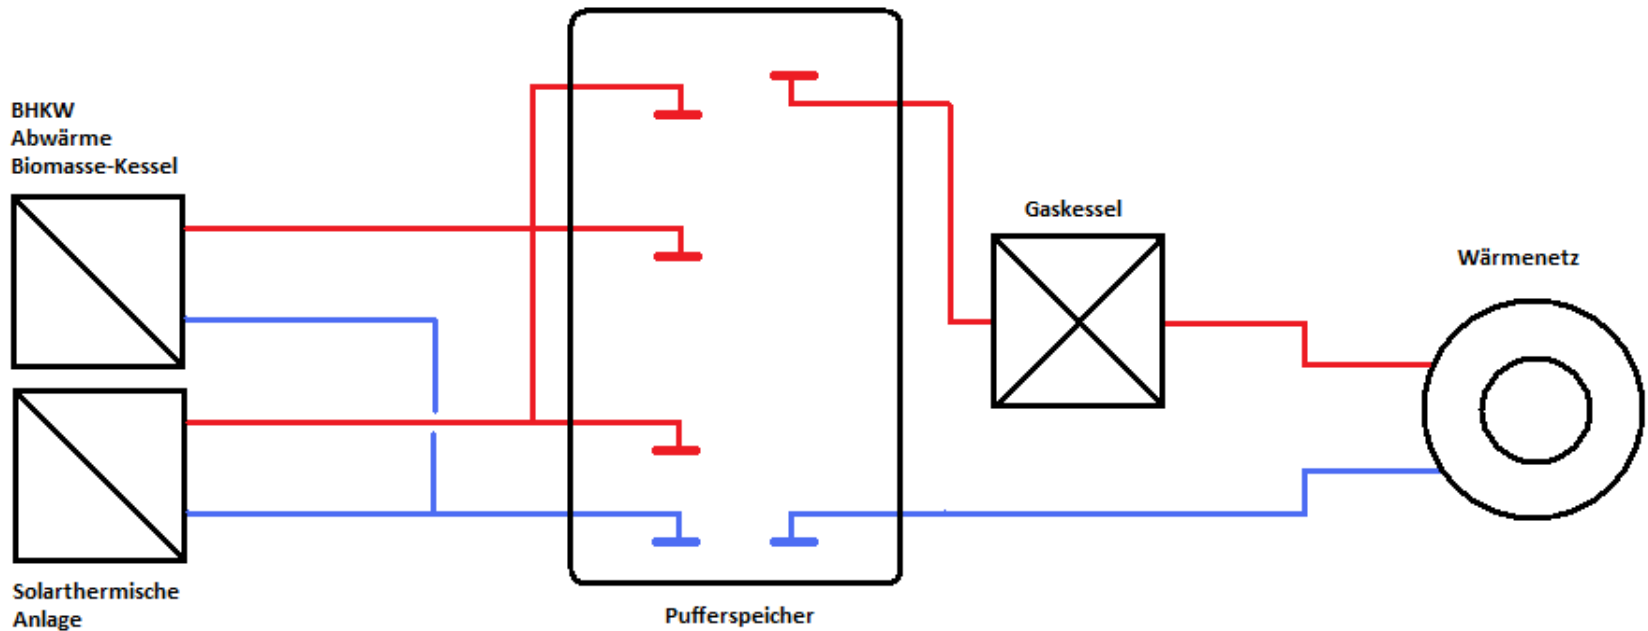 BHKW
Abwärme
Biomasse-Kessel
Gaskessel
Wärmenetz
Solarthermische
Anlage
Pufferspeicher